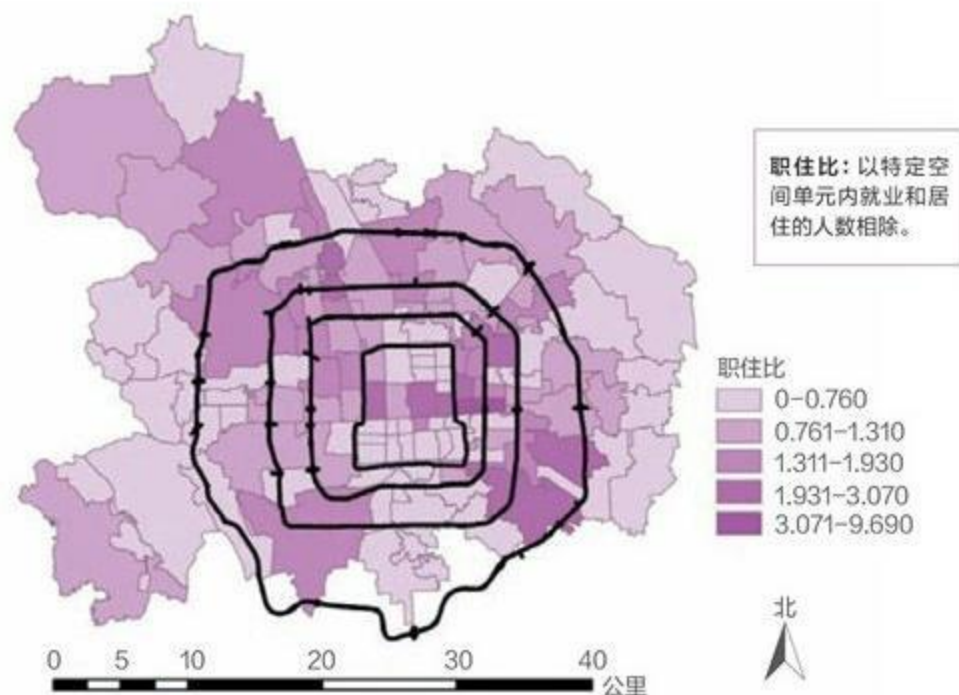 职住比：以特定空
间单元内就业和居
住的人数相除。
职住比
0-0.760
0.761-1.310
1.311-1.930
1.931-3.070
3.071-9.690
北
0 5 10 20 30 40
公里